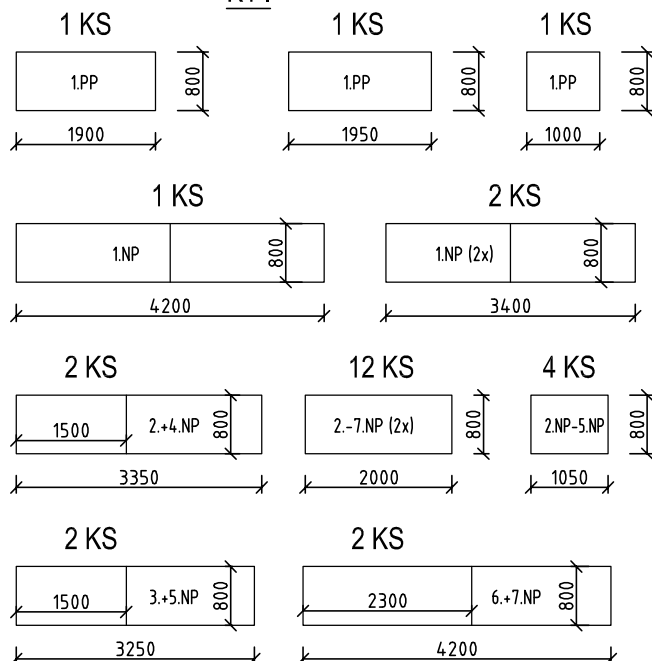 1 KS 1 KS 1 KS
1.PP 800 1.PP 800 1.PP 800
1900 1950 1000
1 KS 2 KS
1.NP 800 1.NP (2x) 800
4200 3400
2 KS 12 KS 4 KS
1500 2.+4.NP 800 2.-7.NP (2x) 800 2.NP-5.NP 800
3350 2000 1050
2 KS 2 KS
1500 3.+5.NP 800 2300 6.+7.NP 800
3250 4200